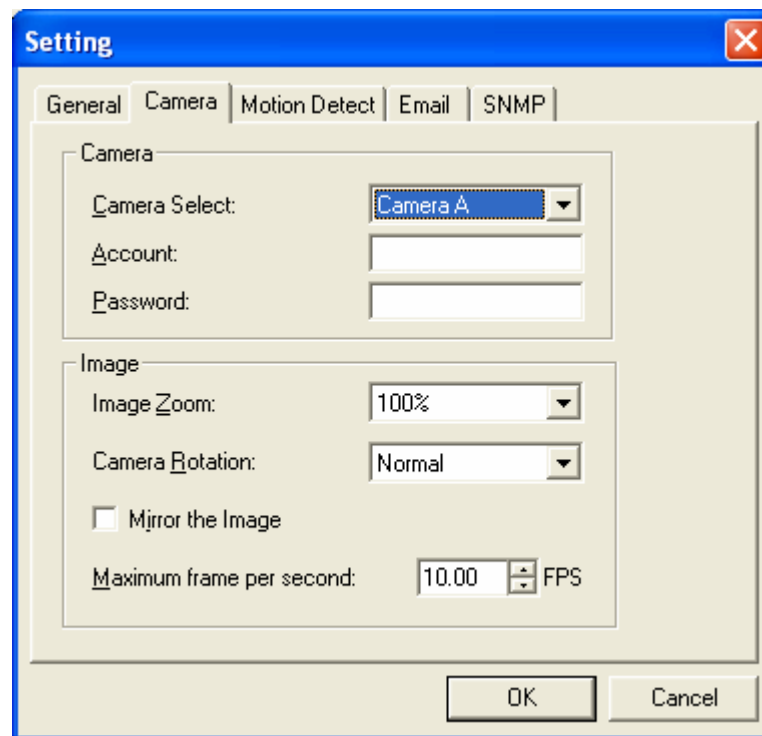 Setting
General Camera Motion Detect Email SNMP
Camera
Camera Select: Camera A
Account:
Password:
Image
Image Zoom: 100%
Camera Rotation: Normal
Mirror the Image
Maximum frame per second: 10.00 FPS
OK Cancel